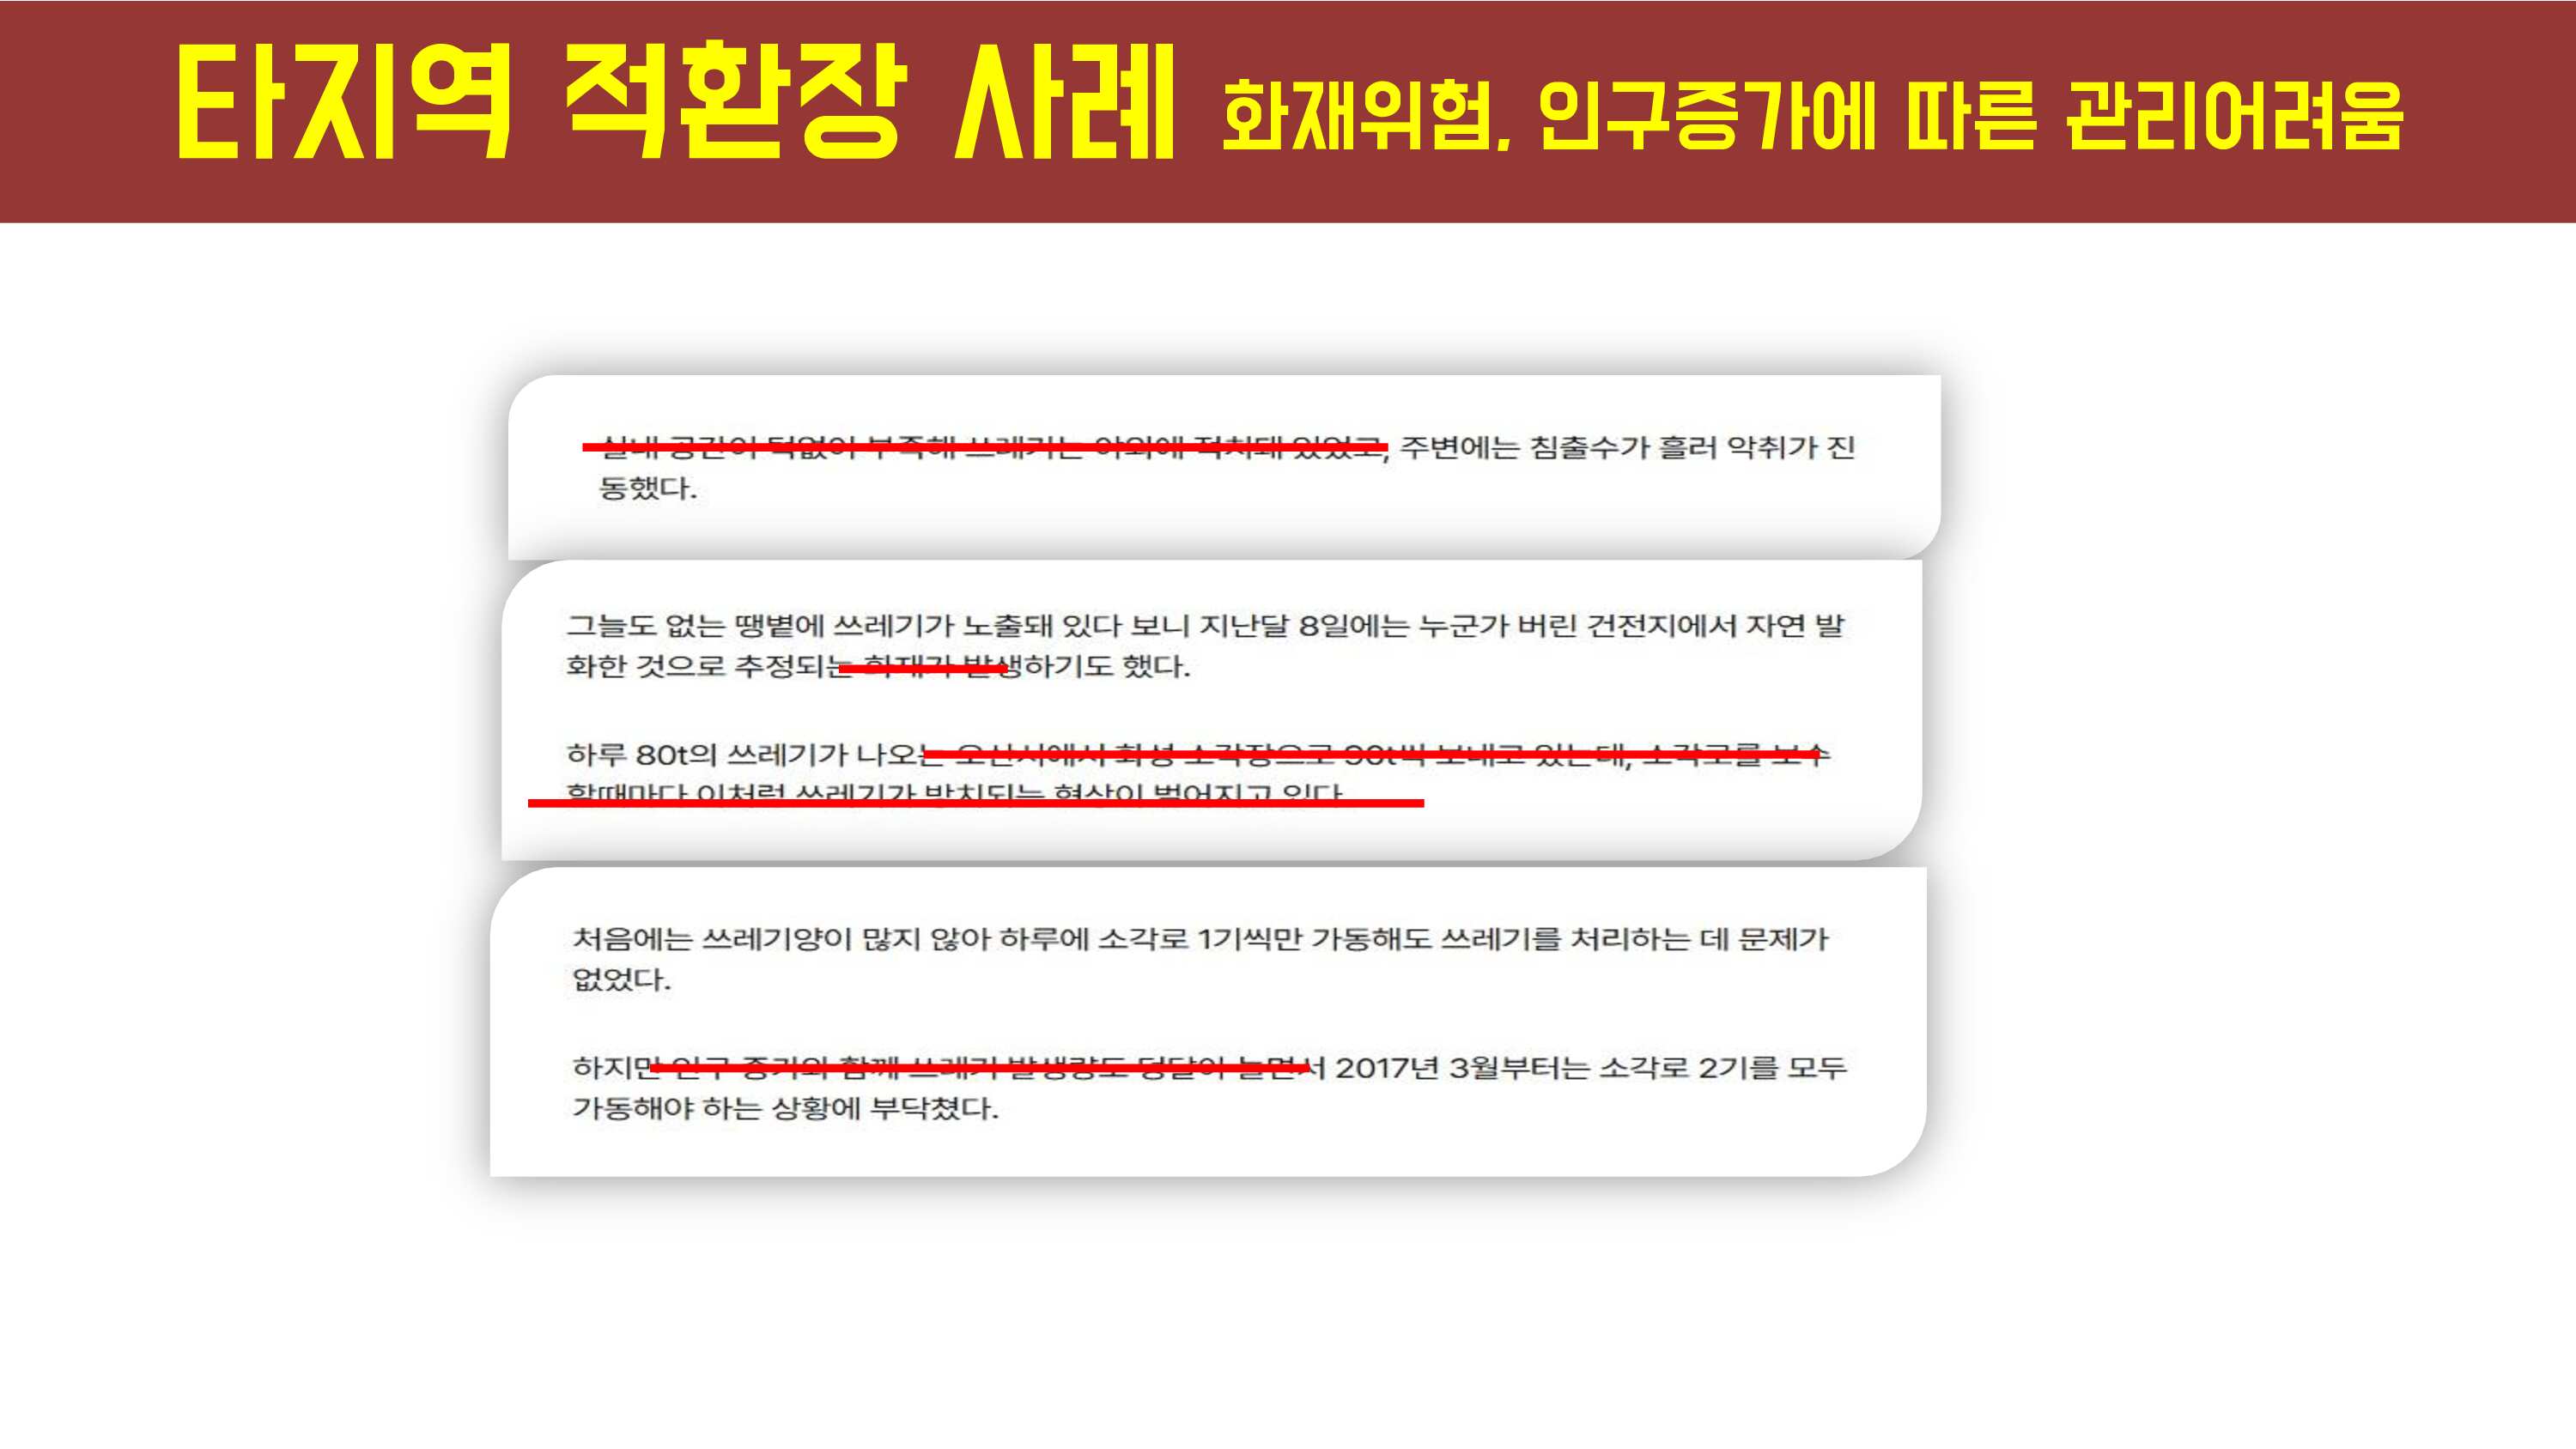 타지역 적환장 사례 화재위험, 인구증가에 따른 관리어려움
실내 공간이 턱없이 부족해 쓰레기는 야외에 적치돼 있었고, 주변에는 침출수가 흘러 악취가 진
동했다.
그늘도 없는 땡볕에 쓰레기가 노출돼 있다 보니 지난달 8일에는 누군가 버린 건전지에서 자연 발
화한 것으로 추정되는 화재가 발생하기도 했다.
하루 80t의 쓰레기가 나오는 오산시에서 화성 소각장으로 90t씩 보내고 있는데, 소각로를 보수
할때마다 이처럼 쓰레기가 방치되는 현상이 벌어지고 있다
처음에는 쓰레기양이 많지 않아 하루에 소각로 1기씩만 가동해도 쓰레기를 처리하는 데 문제가
없었다.
하지만 인구 증가와 함께 쓰레기 발생량도 덩달아 늘면서 2017년 3월부터는 소각로 2기를 모두
가동해야 하는 상황에 부닥쳤다.